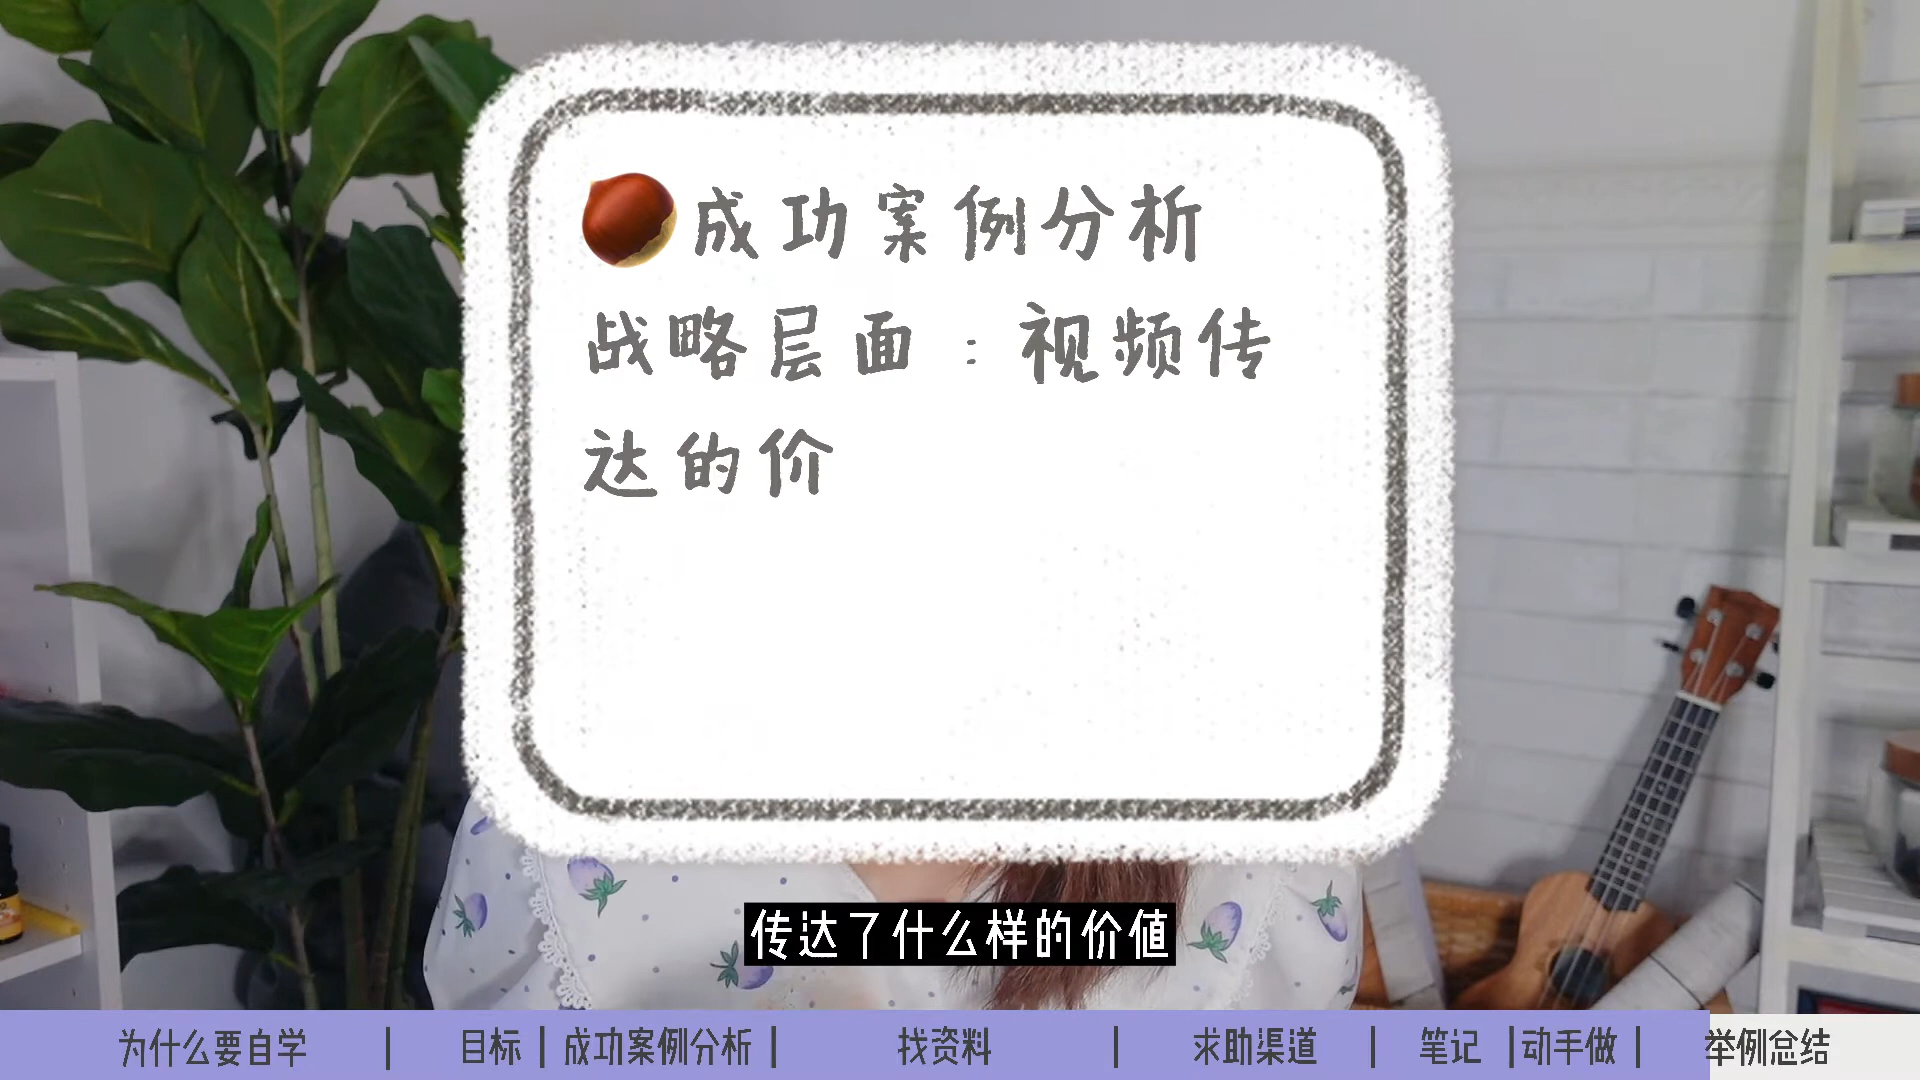 成功案例分析
战略层面：视频传
达的价
传达了什么样的价值
为什么要自学 | 目标 | 成功案例分析 | 找资料 | 求助渠道 | 笔记 | 动手做 | 举例总结